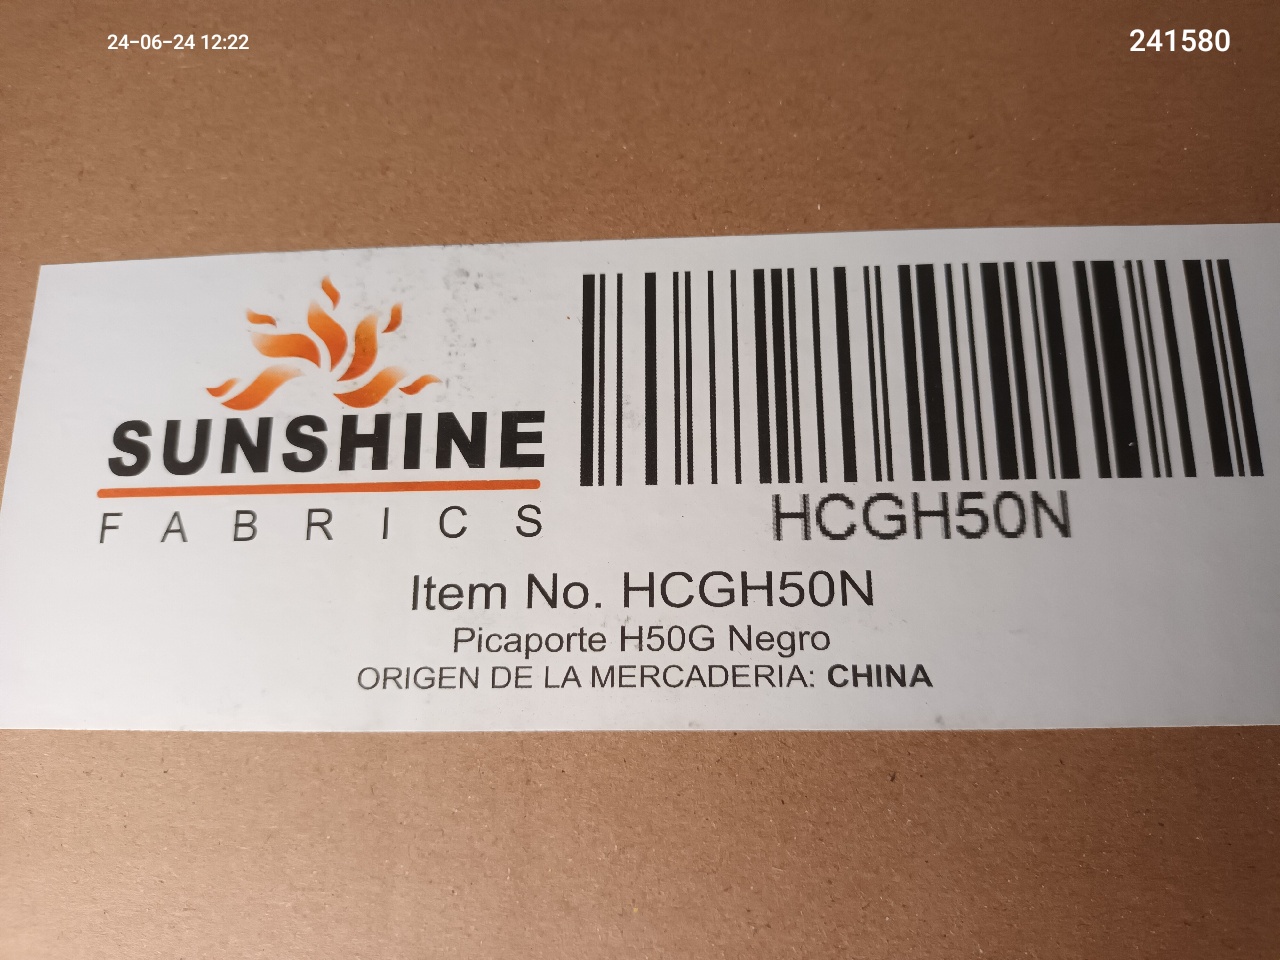 24-06-24 12:22
241580
SUNSHINE
FABRICS
HCGH50N
Item No. HCGH50N
Picaporte H50G Negro
ORIGEN DE LA MERCADERIA: CHINA